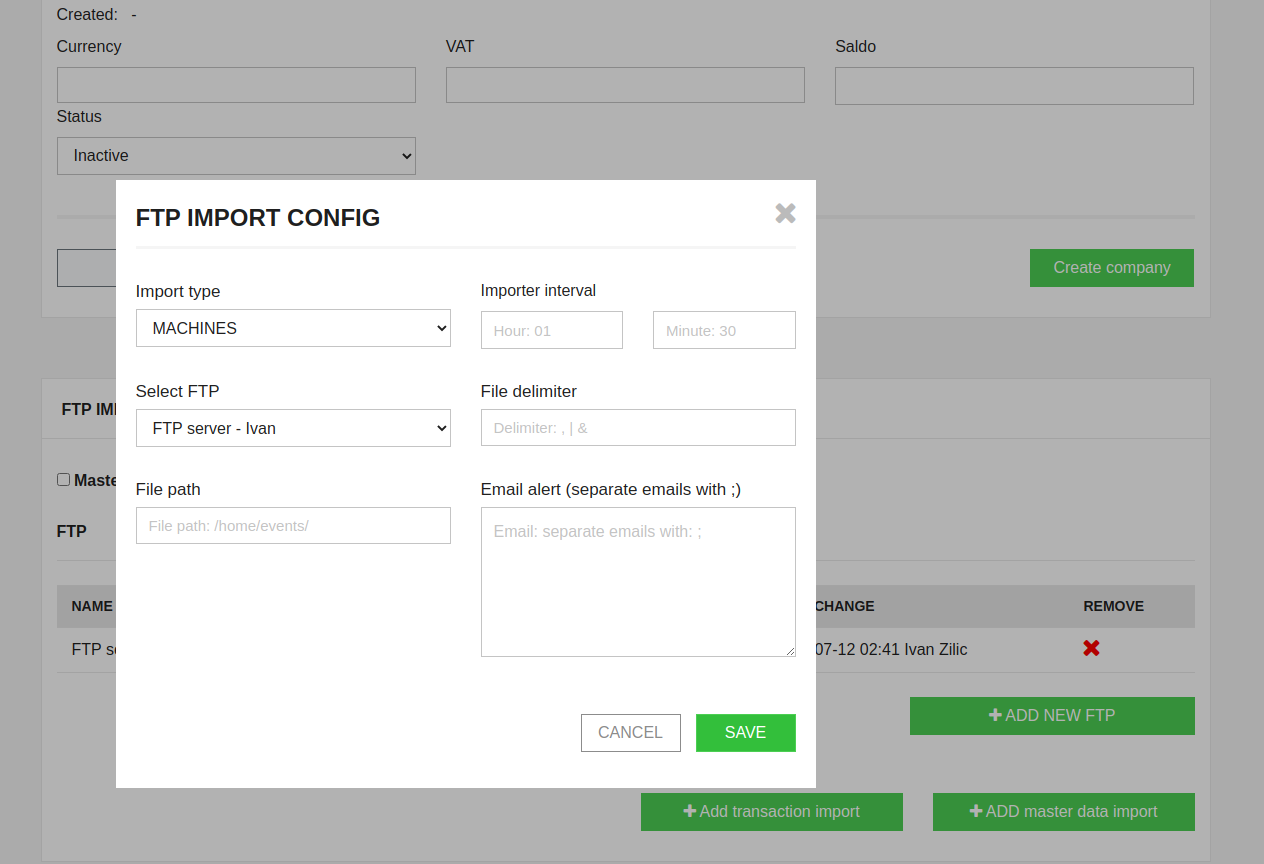 Created: -
Currency VAT Saldo
Status
Inactive
Create company
FTP IMPORT CONFIG
Import type Importer interval
MACHINES Hour: 01 Minute: 30
Select FTP File delimiter
FTP server - Ivan Delimiter: , | &
File path Email alert (separate emails with ;)
File path: /home/events/ Email: separate emails with: ;
CANCEL SAVE
FTP
Maste
FTP
NAME CHANGE REMOVE
FTP 07-12 02:41 Ivan Zilic
ADD NEW FTP
Add transaction import ADD master data import